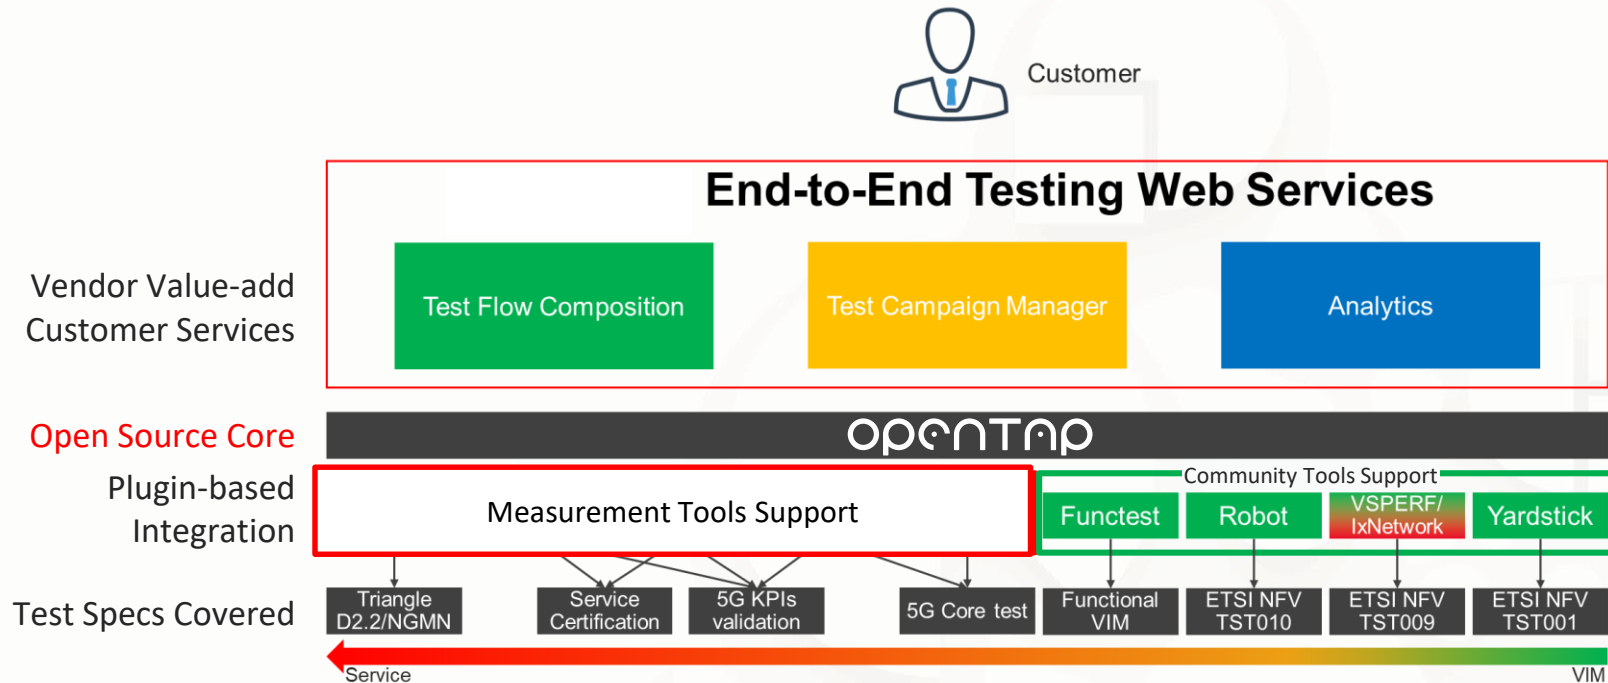 Customer
End-to-End Testing Web Services
Vendor Value-add
Customer Services
Test Flow Composition
Test Campaign Manager
Analytics
Open Source Core
OpenTAP
Plugin-based
Integration
Measurement Tools Support
Community Tools Support
Functest
Robot
VSPERF/
IxNetwork
Yardstick
Test Specs Covered
Triangle
D2.2/NGMN
Service
Certification
5G KPIs
validation
5G Core test
Functional
VIM
ETSI NFV
TST010
ETSI NFV
TST009
ETSI NFV
TST001
Service
VIM